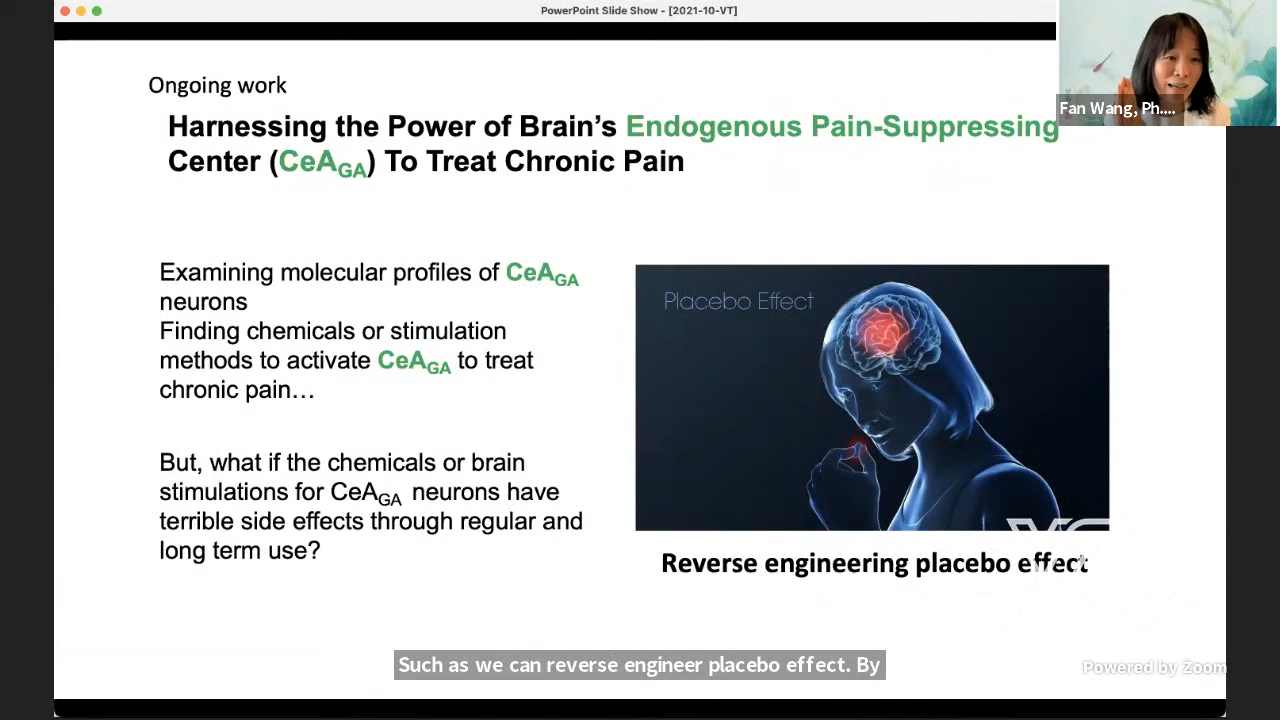 PowerPoint Slide Show - [2021-10-VT]
Fan Wang, Ph....
Ongoing work
Harnessing the Power of Brain's Endogenous Pain-Suppressing
Center (CeAGA) To Treat Chronic Pain
Examining molecular profiles of CeAGA
neurons
Finding chemicals or stimulation
methods to activate CeAGA to treat
chronic pain…
But, what if the chemicals or brain
stimulations for CeAGA neurons have
terrible side effects through regular and
long term use?
Placebo Effect
Reverse engineering placebo effect
Such as we can reverse engineer placebo effect. By
Powered by Zoom